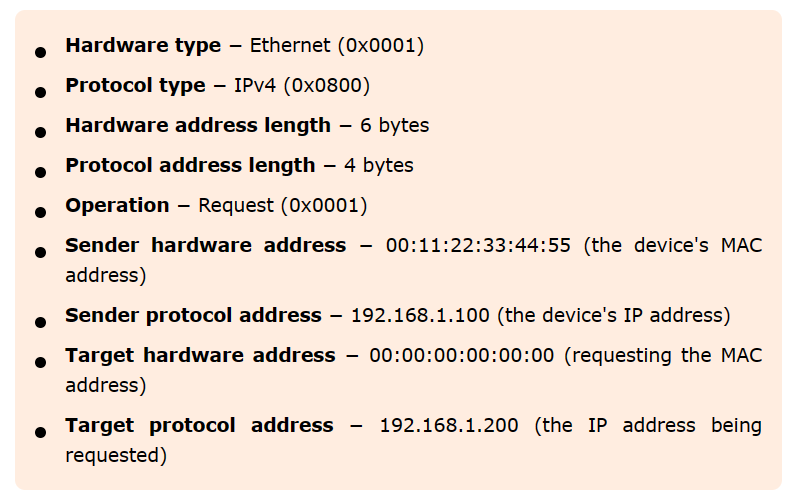 Hardware type − Ethernet (0x0001)
Protocol type − IPv4 (0x0800)
Hardware address length − 6 bytes
Protocol address length − 4 bytes
Operation − Request (0x0001)
Sender hardware address − 00:11:22:33:44:55 (the device's MAC
address)
Sender protocol address − 192.168.1.100 (the device's IP address)
Target hardware address − 00:00:00:00:00:00 (requesting the MAC
address)
Target protocol address − 192.168.1.200 (the IP address being
requested)